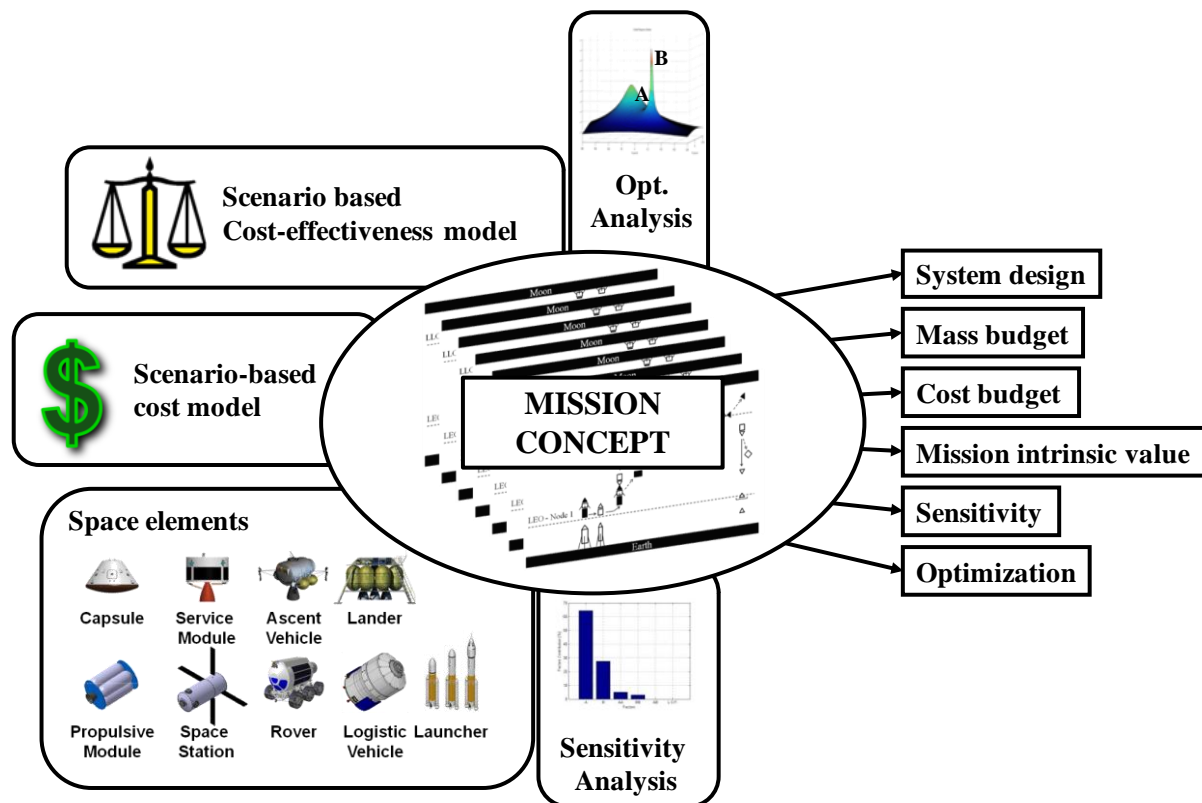 B
A
Opt.
Analysis
Scenario based
Cost-effectiveness model
Scenario-based
cost model
Moon
Moon
Moon
Moon
Moon
MISSION
CONCEPT
LEO - Node 1
Earth
System design
Mass budget
Cost budget
Mission intrinsic value
Sensitivity
Optimization
Space elements
Capsule
Service
Module
Ascent
Vehicle
Lander
Propulsive
Module
Space
Station
Rover
Logistic
Vehicle
Launcher
Sensitivity
Analysis